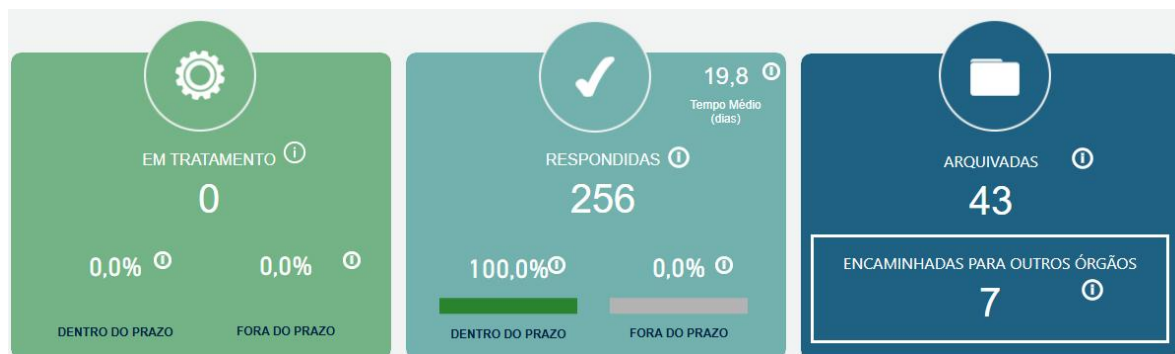 EM TRATAMENTO
0
0,0%
0,0%
DENTRO DO PRAZO
FORA DO PRAZO
19,8
Tempo Médio
(dias)
RESPONDIDAS
256
100,0%
0,0%
DENTRO DO PRAZO
FORA DO PRAZO
ARQUIVADAS
43
ENCAMINHADAS PARA OUTROS ÓRGÃOS
7